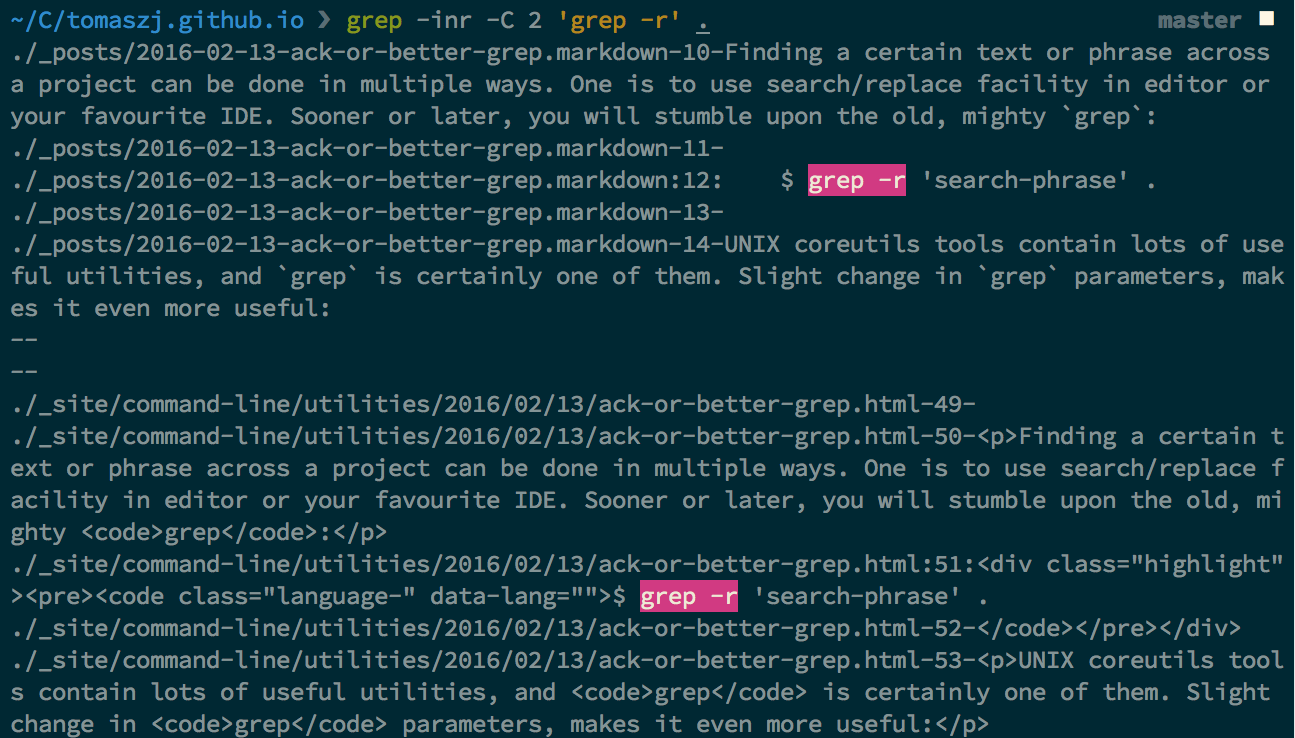 ~/C/tomaszj.github.io ❯ grep -inr -C 2 'grep -r' . master
./_posts/2016-02-13-ack-or-better-grep.markdown-10-Finding a certain text or phrase across
a project can be done in multiple ways. One is to use search/replace facility in editor or
your favourite IDE. Sooner or later, you will stumble upon the old, mighty `grep`:
./_posts/2016-02-13-ack-or-better-grep.markdown-11-
./_posts/2016-02-13-ack-or-better-grep.markdown:12:    $ grep -r 'search-phrase' .
./_posts/2016-02-13-ack-or-better-grep.markdown-13-
./_posts/2016-02-13-ack-or-better-grep.markdown-14-UNIX coreutils tools contain lots of use
ful utilities, and `grep` is certainly one of them. Slight change in `grep` parameters, mak
es it even more useful:
--
--
./_site/command-line/utilities/2016/02/13/ack-or-better-grep.html-49-
./_site/command-line/utilities/2016/02/13/ack-or-better-grep.html-50-<p>Finding a certain t
ext or phrase across a project can be done in multiple ways. One is to use search/replace f
acility in editor or your favourite IDE. Sooner or later, you will stumble upon the old, mi
ghty <code>grep</code>:</p>
./_site/command-line/utilities/2016/02/13/ack-or-better-grep.html:51:<div class="highlight"
><pre><code class="language-" data-lang="">$ grep -r 'search-phrase' .
./_site/command-line/utilities/2016/02/13/ack-or-better-grep.html-52-</code></pre></div>
./_site/command-line/utilities/2016/02/13/ack-or-better-grep.html-53-<p>UNIX coreutils tool
s contain lots of useful utilities, and <code>grep</code> is certainly one of them. Slight
change in <code>grep</code> parameters, makes it even more useful:</p>